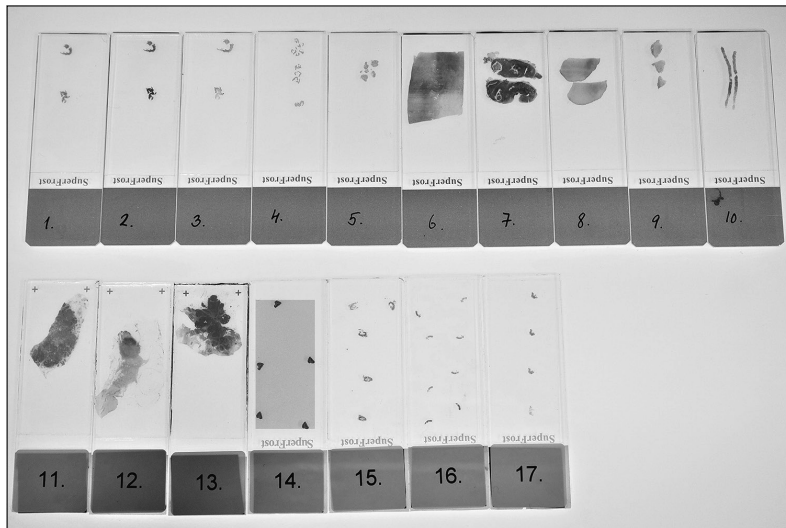 SuperFrost SuperFrost SuperFrost SuperFrost SuperFrost SuperFrost SuperFrost SuperFrost SuperFrost SuperFrost
1. 2. 3. 4. 5. 6. 7. 8. 9. 10.
+ + + + + +
SuperFrost SuperFrost SuperFrost SuperFrost
11. 12. 13. 14. 15. 16. 17.